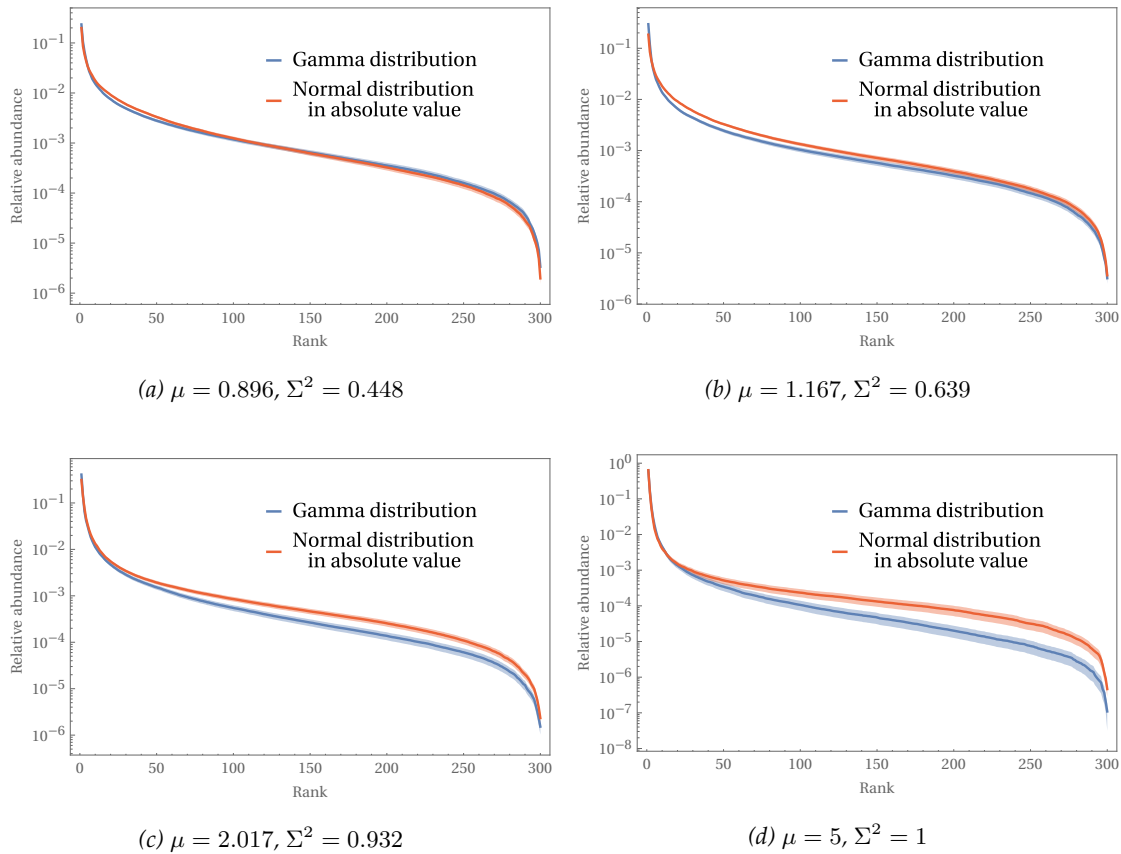 Relative abundance
10⁻¹
10⁻²
10⁻³
10⁻⁴
10⁻⁵
10⁻⁶
Gamma distribution
Normal distribution
in absolute value
0 50 100 150 200 250 300
Rank
(a) μ = 0.896, Σ² = 0.448
Relative abundance
10⁻¹
10⁻²
10⁻³
10⁻⁴
10⁻⁵
10⁻⁶
Gamma distribution
Normal distribution
in absolute value
0 50 100 150 200 250 300
Rank
(b) μ = 1.167, Σ² = 0.639
Relative abundance
10⁻¹
10⁻²
10⁻³
10⁻⁴
10⁻⁵
10⁻⁶
Gamma distribution
Normal distribution
in absolute value
0 50 100 150 200 250 300
Rank
(c) μ = 2.017, Σ² = 0.932
Relative abundance
10⁰
10⁻¹
10⁻²
10⁻³
10⁻⁴
10⁻⁵
10⁻⁶
10⁻⁷
10⁻⁸
Gamma distribution
Normal distribution
in absolute value
0 50 100 150 200 250 300
Rank
(d) μ = 5, Σ² = 1